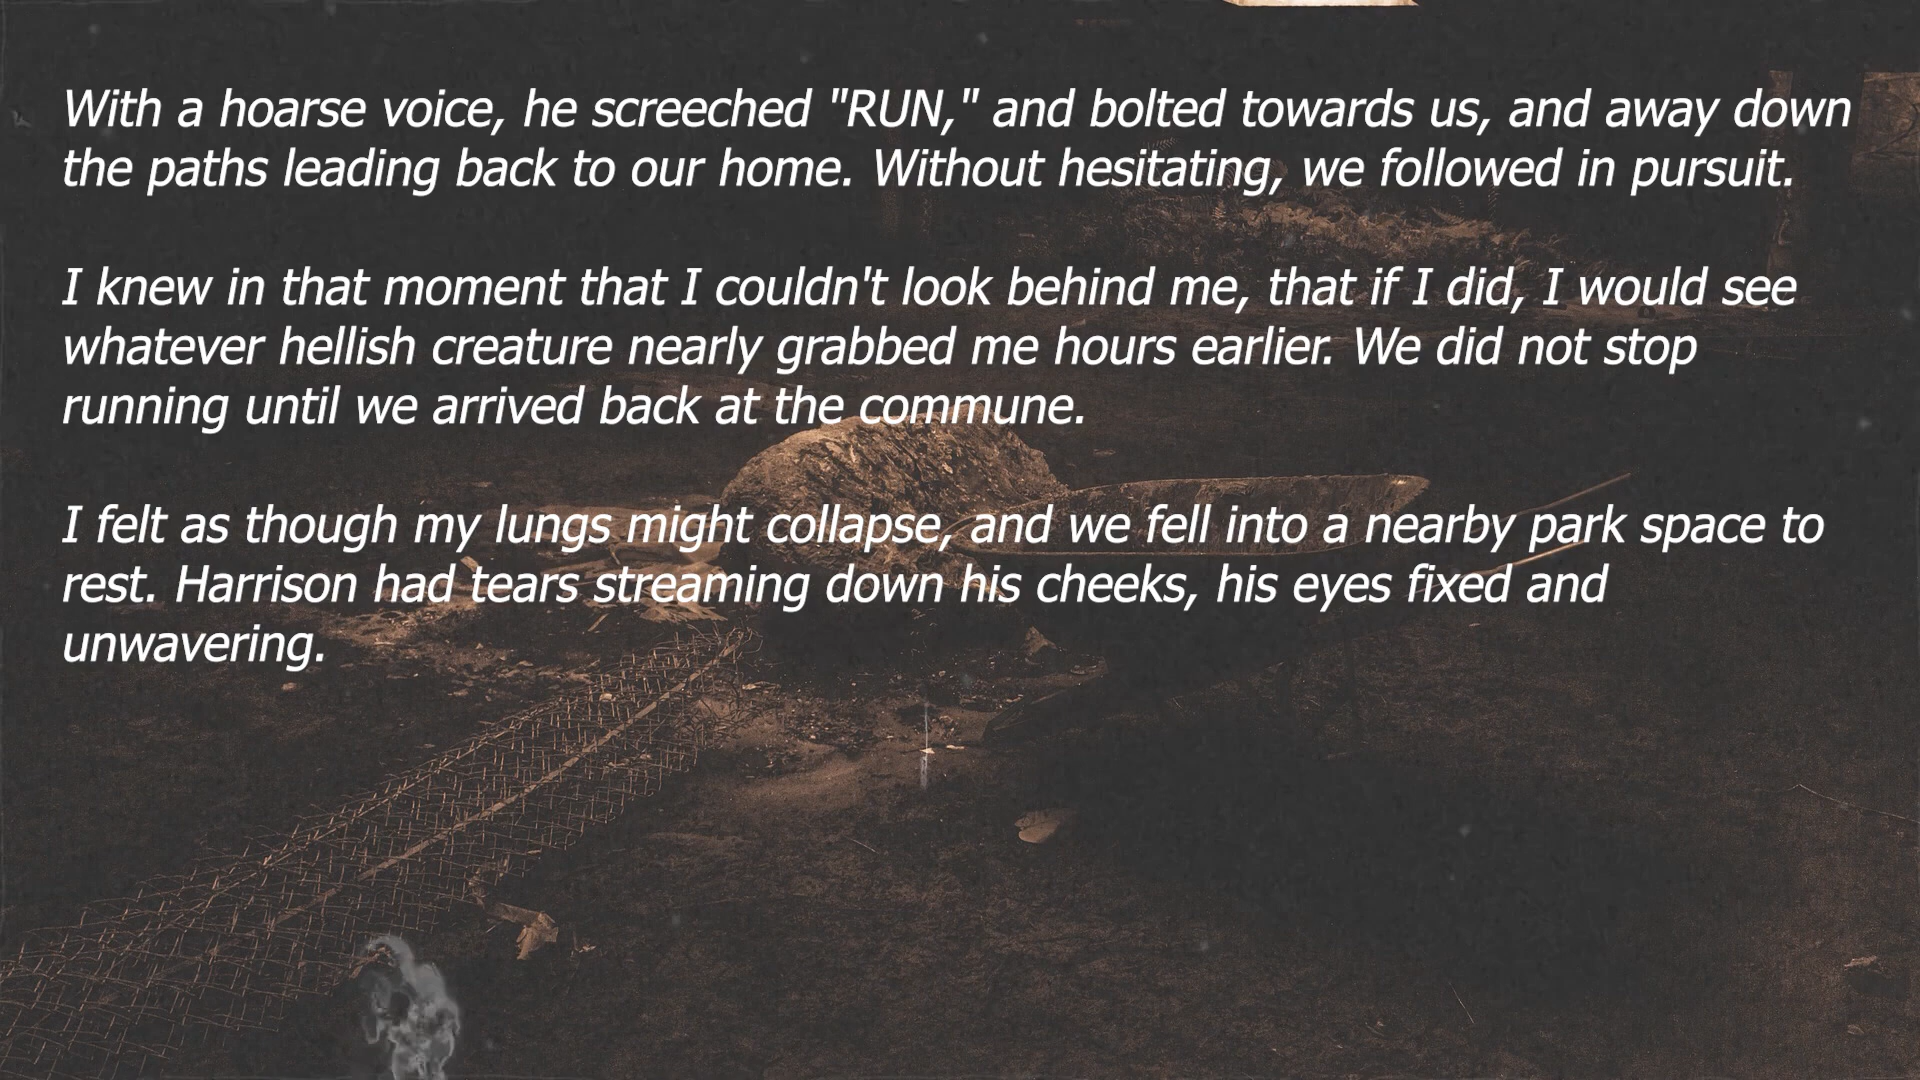 With a hoarse voice, he screeched "RUN," and bolted towards us, and away down
the paths leading back to our home. Without hesitating, we followed in pursuit.
I knew in that moment that I couldn't look behind me, that if I did, I would see
whatever hellish creature nearly grabbed me hours earlier. We did not stop
running until we arrived back at the commune.
I felt as though my lungs might collapse, and we fell into a nearby park space to
rest. Harrison had tears streaming down his cheeks, his eyes fixed and
unwavering.